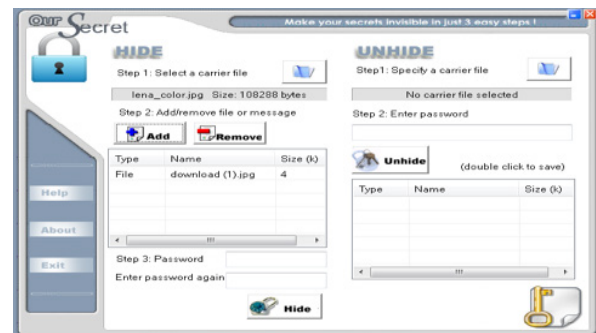 Our Secret
Make your secrets invisible in just 3 easy steps !
HIDE
Step 1: Select a carrier file
lena_color.jpg Size: 108288 bytes
Step 2: Add/remove file or message
Add
Remove
Type Name Size (k)
File download (1).jpg 4
Step 3: Password
Enter password again
Hide
UNHIDE
Step1: Specify a carrier file
No carrier file selected
Step 2: Enter password
Unhide
(double click to save)
Type Name Size (k)
Help
About
Exit